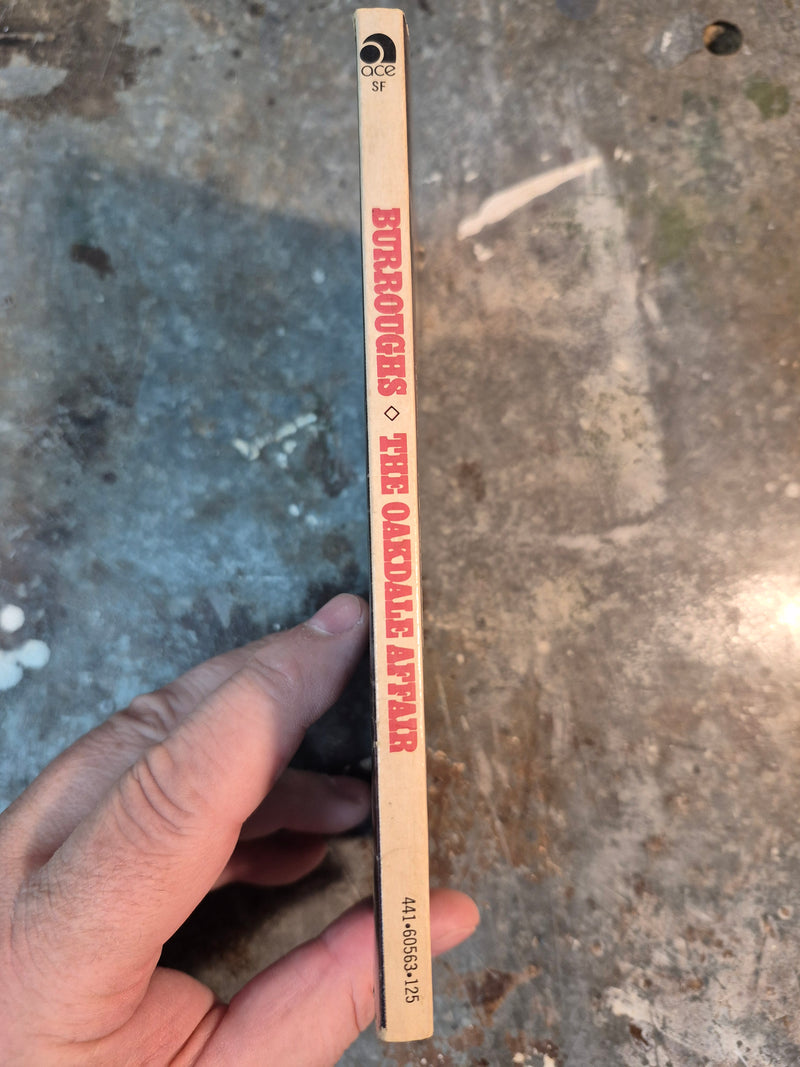 ace
SF
BURROUGHS ◇ THE OAKDALE AFFAIR
441•60563•125